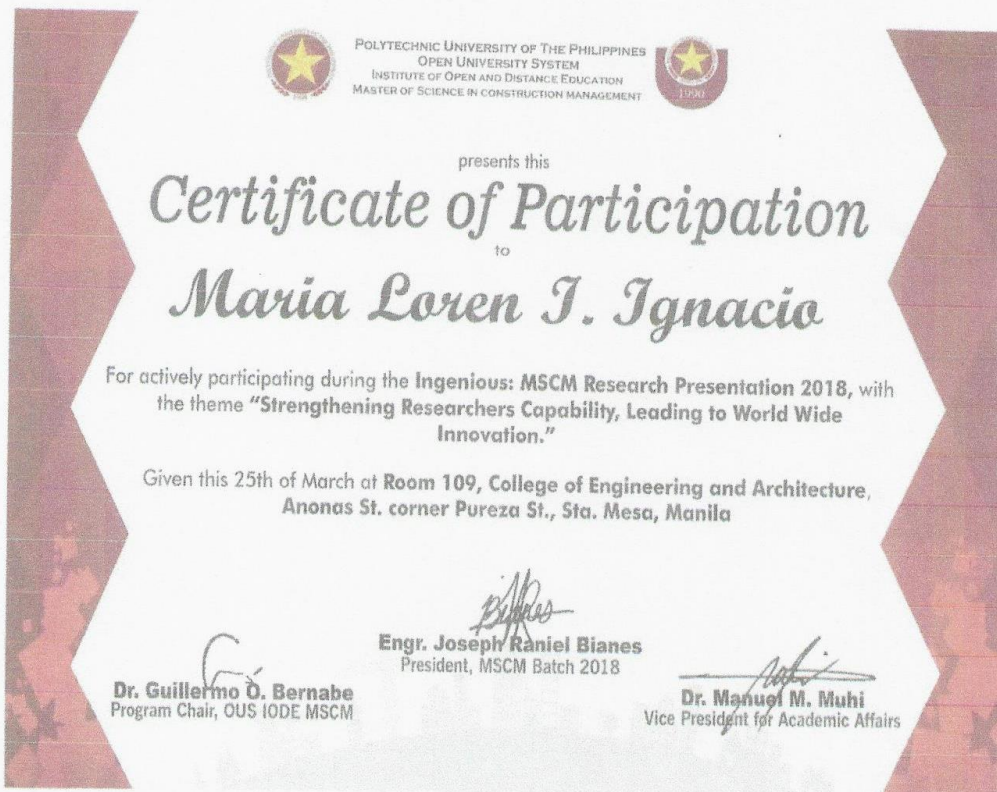 POLYTECHNIC UNIVERSITY OF THE PHILIPPINES
OPEN UNIVERSITY SYSTEM
INSTITUTE OF OPEN AND DISTANCE EDUCATION
MASTER OF SCIENCE IN CONSTRUCTION MANAGEMENT
1990
presents this
Certificate of Participation
to
Maria Loren I. Ignacio
For actively participating during the Ingenious: MSCM Research Presentation 2018, with
the theme “Strengthening Researchers Capability, Leading to World Wide
Innovation.”
Given this 25th of March at Room 109, College of Engineering and Architecture,
Anonas St. corner Pureza St., Sta. Mesa, Manila
Engr. Joseph Raniel Bianes
President, MSCM Batch 2018
Dr. Guillermo O. Bernabe
Program Chair, OUS IODE MSCM
Dr. Manuel M. Muhi
Vice President for Academic Affairs